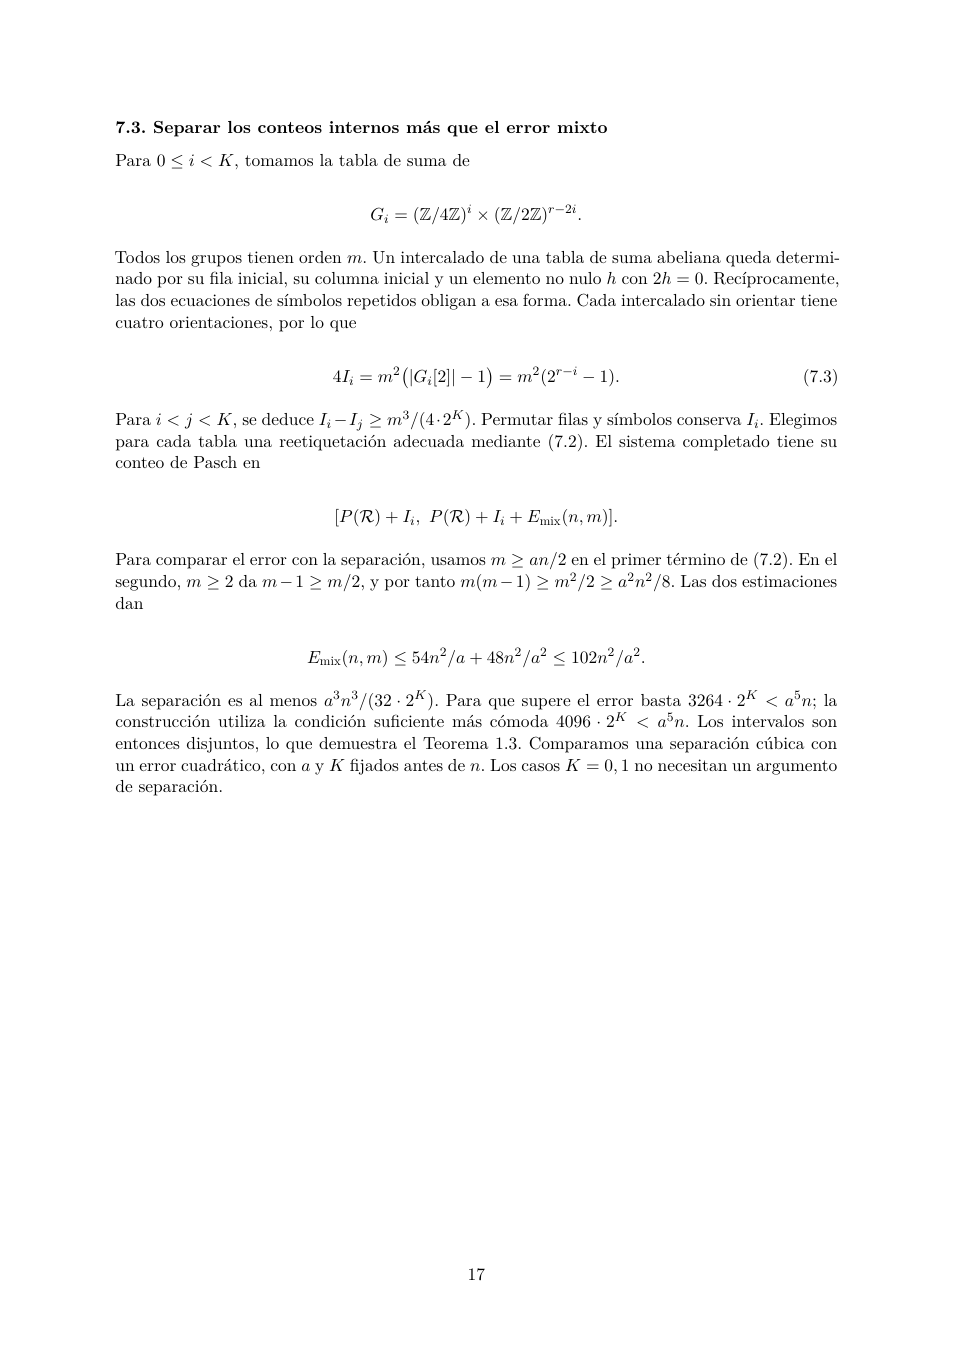 7.3. Separar los conteos internos más que el error mixto
Para 0 ≤ i < K, tomamos la tabla de suma de
G_i = (ℤ/4ℤ)^i × (ℤ/2ℤ)^{r−2i}.
Todos los grupos tienen orden m. Un intercalado de una tabla de suma abeliana queda determi-
nado por su fila inicial, su columna inicial y un elemento no nulo h con 2h = 0. Recíprocamente,
las dos ecuaciones de símbolos repetidos obligan a esa forma. Cada intercalado sin orientar tiene
cuatro orientaciones, por lo que
4I_i = m^2(|G_i[2]| − 1) = m^2(2^{r−i} − 1). (7.3)
Para i < j < K, se deduce I_i − I_j ≥ m^3/(4·2^K). Permutar filas y símbolos conserva I_i. Elegimos
para cada tabla una reetiquetación adecuada mediante (7.2). El sistema completado tiene su
conteo de Pasch en
[P(ℛ) + I_i, P(ℛ) + I_i + E_mix(n, m)].
Para comparar el error con la separación, usamos m ≥ an/2 en el primer término de (7.2). En el
segundo, m ≥ 2 da m − 1 ≥ m/2, y por tanto m(m − 1) ≥ m^2/2 ≥ a^2n^2/8. Las dos estimaciones
dan
E_mix(n, m) ≤ 54n^2/a + 48n^2/a^2 ≤ 102n^2/a^2.
La separación es al menos a^3n^3/(32 · 2^K). Para que supere el error basta 3264 · 2^K < a^5n; la
construcción utiliza la condición suficiente más cómoda 4096 · 2^K < a^5n. Los intervalos son
entonces disjuntos, lo que demuestra el Teorema 1.3. Comparamos una separación cúbica con
un error cuadrático, con a y K fijados antes de n. Los casos K = 0, 1 no necesitan un argumento
de separación.
17